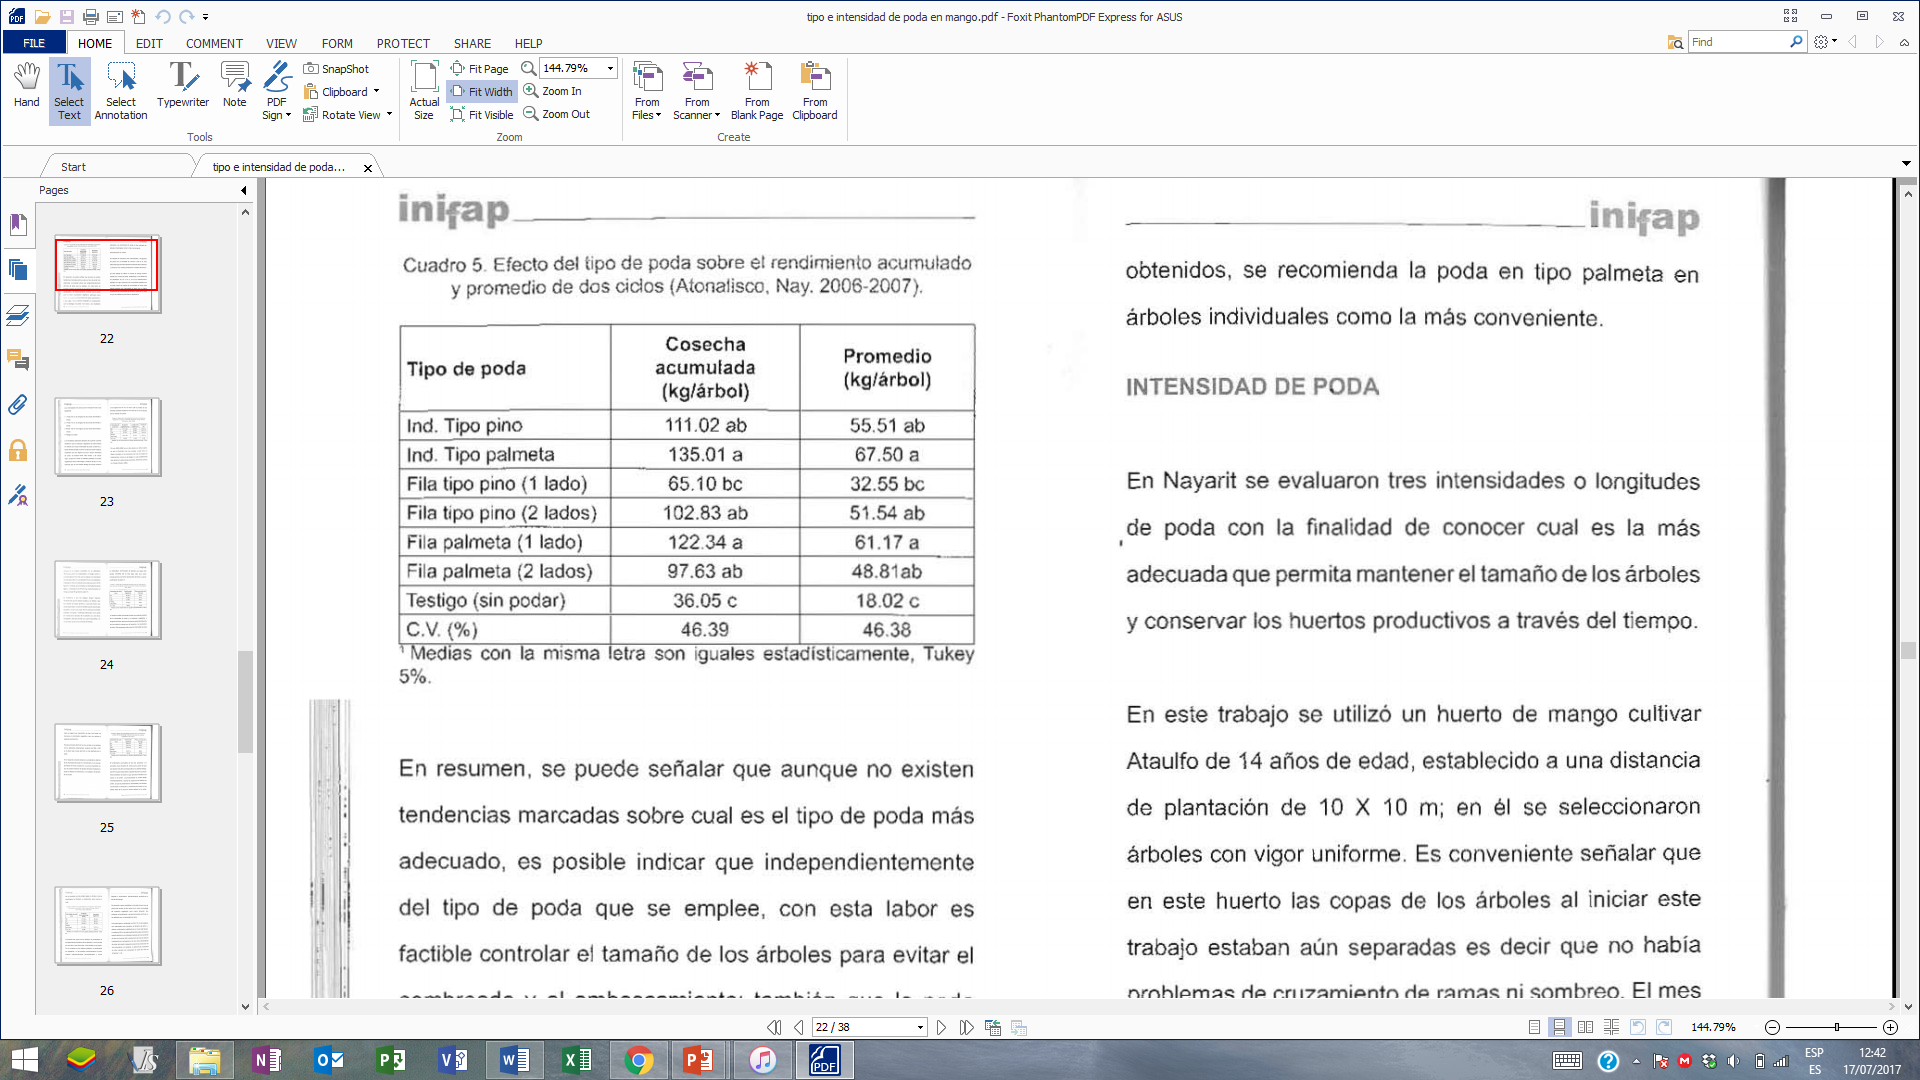 tipo e intensidad de poda en mango.pdf - Foxit PhantomPDF Express for ASUS
FILE HOME EDIT COMMENT VIEW FORM PROTECT SHARE HELP
Find
Hand
Select Text
Select Annotation
Typewriter
Note
PDF Sign
SnapShot
Clipboard
Rotate View
Tools
Actual Size
Fit Page
Fit Width
Fit Visible
144.79%
Zoom In
Zoom Out
Zoom
From Files
From Scanner
From Blank Page
From Clipboard
Create
Start
tipo e intensidad de poda...
Pages
22
23
24
25
26
inifap
Cuadro 5. Efecto del tipo de poda sobre el rendimiento acumulado
y promedio de dos ciclos (Atonalisco, Nay. 2006-2007).
Tipo de poda Cosecha acumulada (kg/árbol) Promedio (kg/árbol)
Ind. Tipo pino 111.02 ab 55.51 ab
Ind. Tipo palmeta 135.01 a 67.50 a
Fila tipo pino (1 lado) 65.10 bc 32.55 bc
Fila tipo pino (2 lados) 102.83 ab 51.54 ab
Fila palmeta (1 lado) 122.34 a 61.17 a
Fila palmeta (2 lados) 97.63 ab 48.81ab
Testigo (sin podar) 36.05 c 18.02 c
C.V. (%) 46.39 46.38
¹ Medias con la misma letra son iguales estadísticamente, Tukey
5%.
En resumen, se puede señalar que aunque no existen
tendencias marcadas sobre cual es el tipo de poda más
adecuado, es posible indicar que independientemente
del tipo de poda que se emplee, con esta labor es
factible controlar el tamaño de los árboles para evitar el
inifap
obtenidos, se recomienda la poda en tipo palmeta en
árboles individuales como la más conveniente.
INTENSIDAD DE PODA
En Nayarit se evaluaron tres intensidades o longitudes
de poda con la finalidad de conocer cual es la más
adecuada que permita mantener el tamaño de los árboles
y conservar los huertos productivos a través del tiempo.
En este trabajo se utilizó un huerto de mango cultivar
Ataulfo de 14 años de edad, establecido a una distancia
de plantación de 10 X 10 m; en él se seleccionaron
árboles con vigor uniforme. Es conveniente señalar que
en este huerto las copas de los árboles al iniciar este
trabajo estaban aún separadas es decir que no había
problemas de cruzamiento de ramas ni sombreo. El mes
22 / 38
144.79%
ESP
ES
12:42
17/07/2017